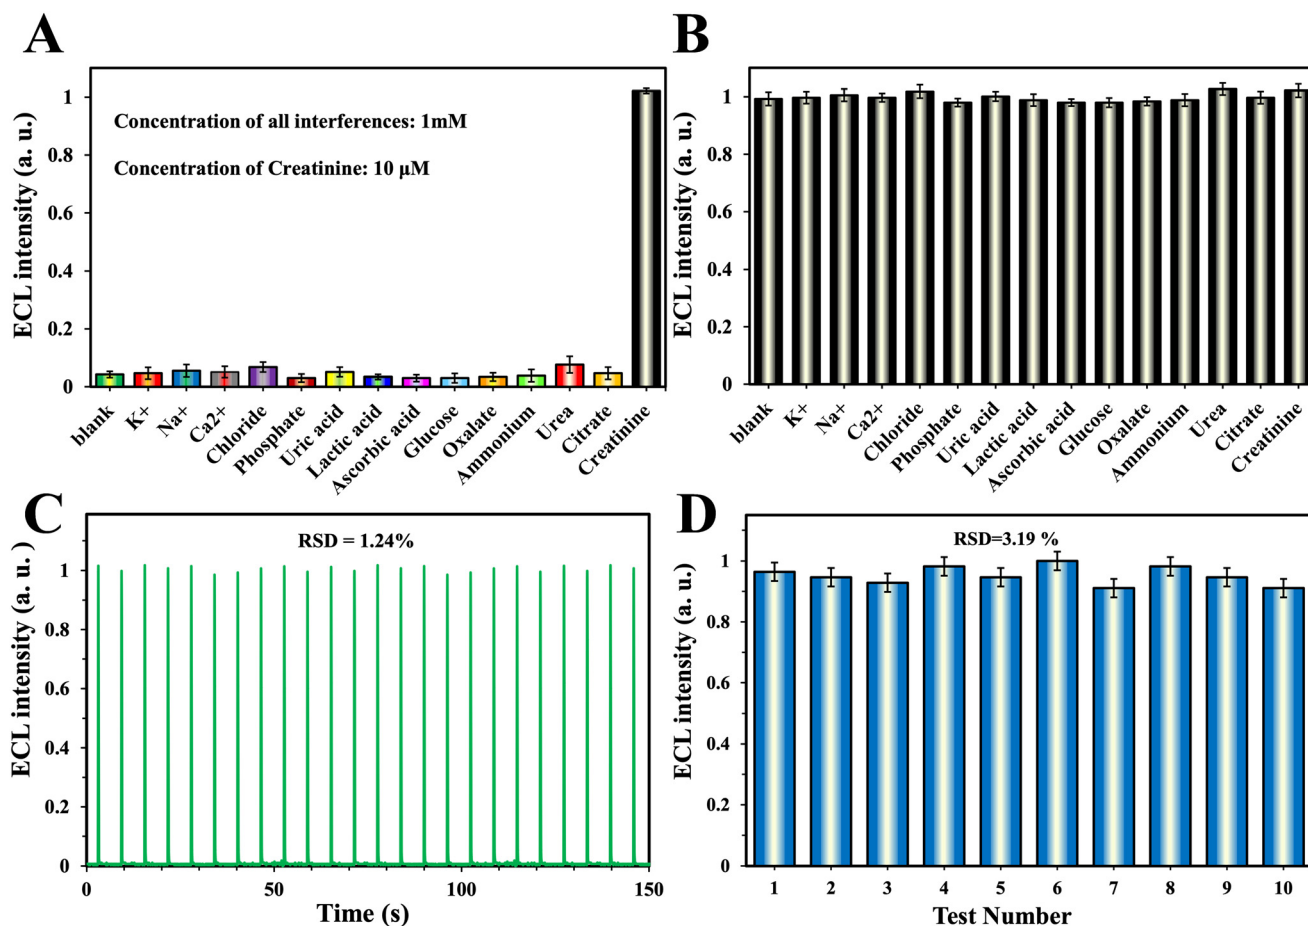 A
ECL intensity (a. u.)
1
0.8
0.6
0.4
0.2
0
Concentration of all interferences: 1mM
Concentration of Creatinine: 10 μM
blank
K+
Na+
Ca2+
Chloride
Phosphate
Uric acid
Lactic acid
Ascorbic acid
Glucose
Oxalate
Ammonium
Urea
Citrate
Creatinine
B
ECL intensity (a. u.)
1
0.8
0.6
0.4
0.2
0
blank
K+
Na+
Ca2+
Chloride
Phosphate
Uric acid
Lactic acid
Ascorbic acid
Glucose
Oxalate
Ammonium
Urea
Citrate
Creatinine
C
ECL intensity (a. u. )
1
0.8
0.6
0.4
0.2
0
RSD = 1.24%
0 50 100 150
Time (s)
D
ECL intensity (a. u.)
1
0.8
0.6
0.4
0.2
0
RSD=3.19 %
1 2 3 4 5 6 7 8 9 10
Test Number